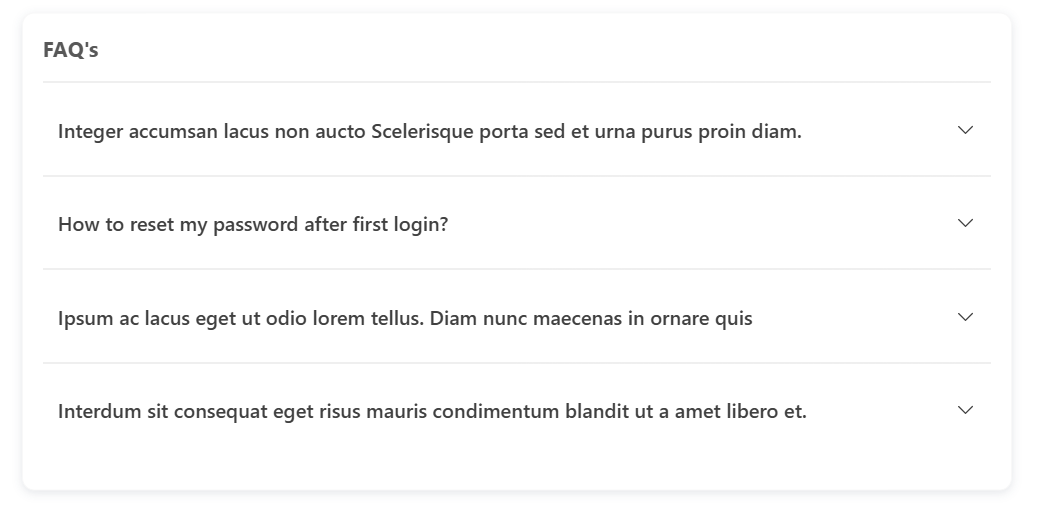 FAQ's
Integer accumsan lacus non aucto Scelerisque porta sed et urna purus proin diam.
How to reset my password after first login?
Ipsum ac lacus eget ut odio lorem tellus. Diam nunc maecenas in ornare quis
Interdum sit consequat eget risus mauris condimentum blandit ut a amet libero et.